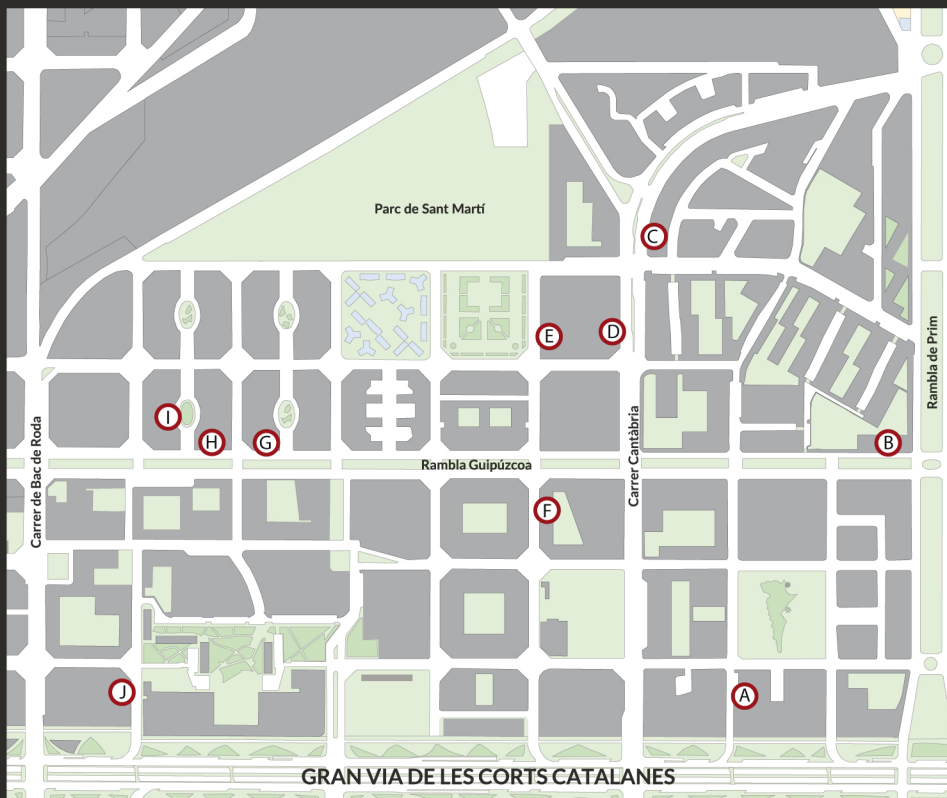 Parc de Sant Martí
C
E
D
Rambla de Prim
I
H
G
B
Carrer de Bac de Roda
Rambla Guipúzcoa
Carrer Cantàbria
F
J
A
GRAN VIA DE LES CORTS CATALANES